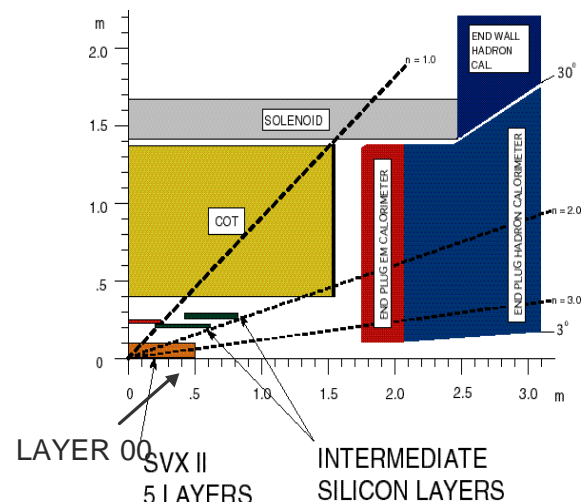 m
2.0
1.5
1.0
.5
0
0
.5
1.0
1.5
2.0
2.5
3.0
m
END WALL
HADRON
CAL.
30°
n = 1.0
SOLENOID
COT
END PLUG EM CALORIMETER
END PLUG HADRON CALORIMETER
n = 2.0
n = 3.0
3°
LAYER 00
SVX II
5 LAYERS
INTERMEDIATE
SILICON LAYERS